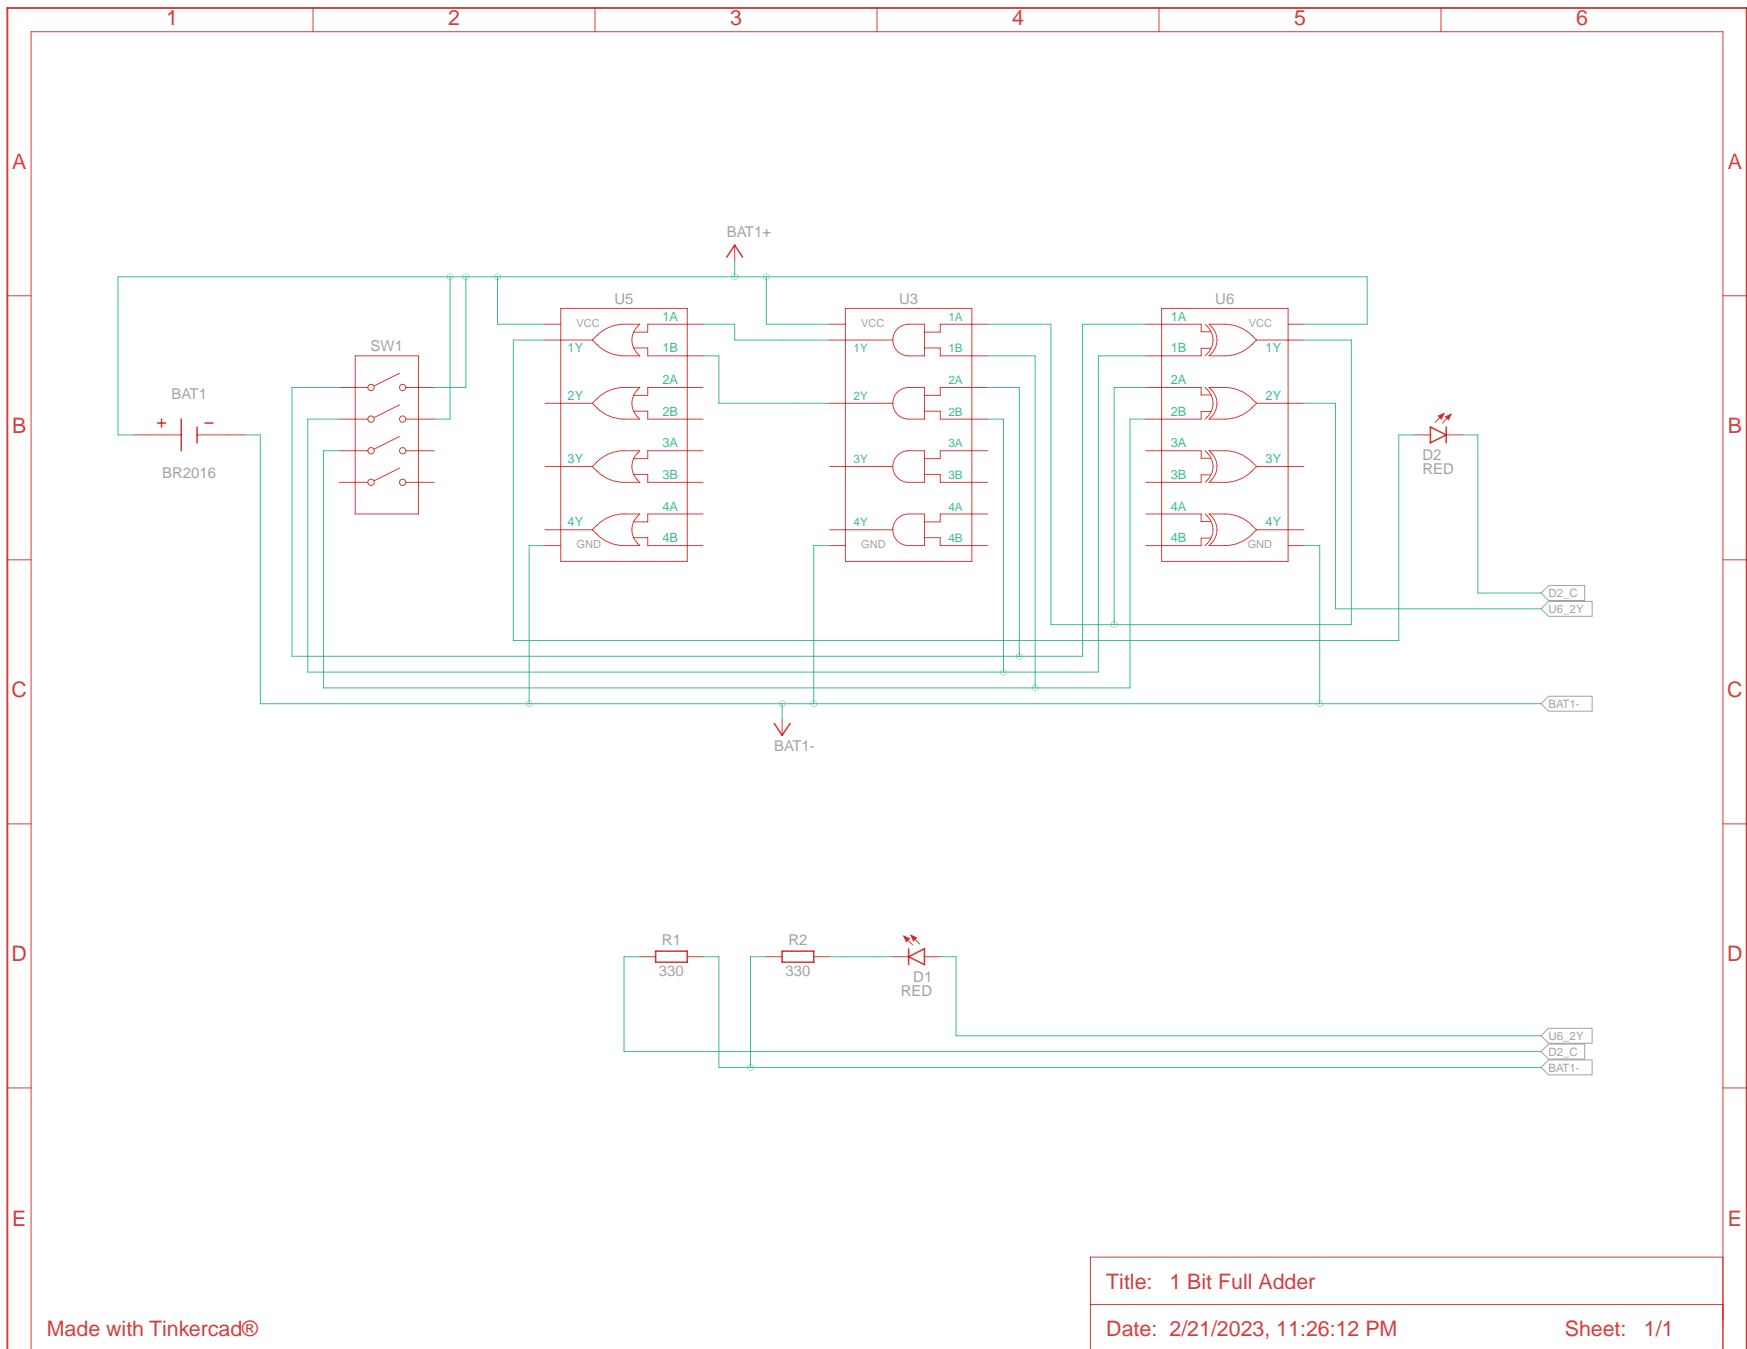 1 2 3 4 5 6
A A
BAT1+
U5 U3 U6
VCC 1A VCC 1A 1A VCC
1Y 1B 1Y 1B 1B 1Y
SW1
2A 2A 2A
BAT1
2Y 2B 2Y 2B 2B 2Y
+ −
B B
3A 3A 3A
D2
3Y 3B 3Y 3B 3B 3Y
RED
BR2016
4A 4A 4A
4Y 4Y 4Y
GND 4B GND 4B 4B GND
D2_C
U6_2Y
C C
BAT1-
BAT1-
R1 R2
D D
330 330
D1
RED
U6_2Y
D2_C
BAT1-
E E
Title: 1 Bit Full Adder
Made with Tinkercad®
Date: 2/21/2023, 11:26:12 PM Sheet: 1/1